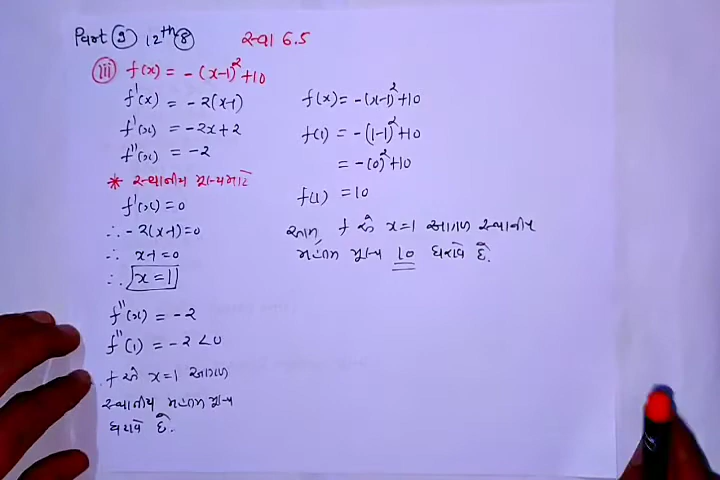 Part 9 12th 8 સ્વા 6.5
(iii) f(x) = -(x-1)²+10
f'(x) = -2(x-1)
f'(x) = -2x+2
f''(x) = -2
* સ્થાનીય મૂલ્ય માટે
f'(x)=0
∴ -2(x-1)=0
∴ x-1=0
∴ x=1
f''(x) = -2
f''(1) = -2<0
f એ x=1 આગળ
સ્થાનીય મહત્તમ મૂલ્ય
ધરાવે છે.
f(x)= -(x-1)²+10
f(1) = -(1-1)²+10
= -(0)²+10
f(1) =10
આમ, f એ x=1 આગળ સ્થાનીય
મહત્તમ મૂલ્ય 10 ધરાવે છે.